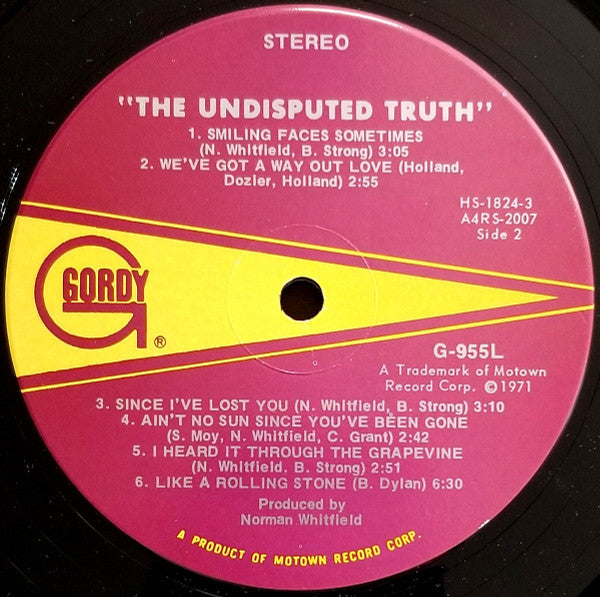 STEREO
"THE UNDISPUTED TRUTH"
1. SMILING FACES SOMETIMES
(N. Whitfield, B. Strong) 3:05
2. WE'VE GOT A WAY OUT LOVE (Holland,
Dozier, Holland) 2:55
HS-1824-3
A4RS-2007
Side 2
GORDY
®
G-955L
A Trademark of Motown
Record Corp. ©1971
3. SINCE I'VE LOST YOU (N. Whitfield, B. Strong) 3:10
4. AIN'T NO SUN SINCE YOU'VE BEEN GONE
(S. Moy, N. Whitfield, C. Grant) 2:42
5. I HEARD IT THROUGH THE GRAPEVINE
(N. Whitfield, B. Strong) 2:51
6. LIKE A ROLLING STONE (B. Dylan) 6:30
Produced by
Norman Whitfield
A PRODUCT OF MOTOWN RECORD CORP.